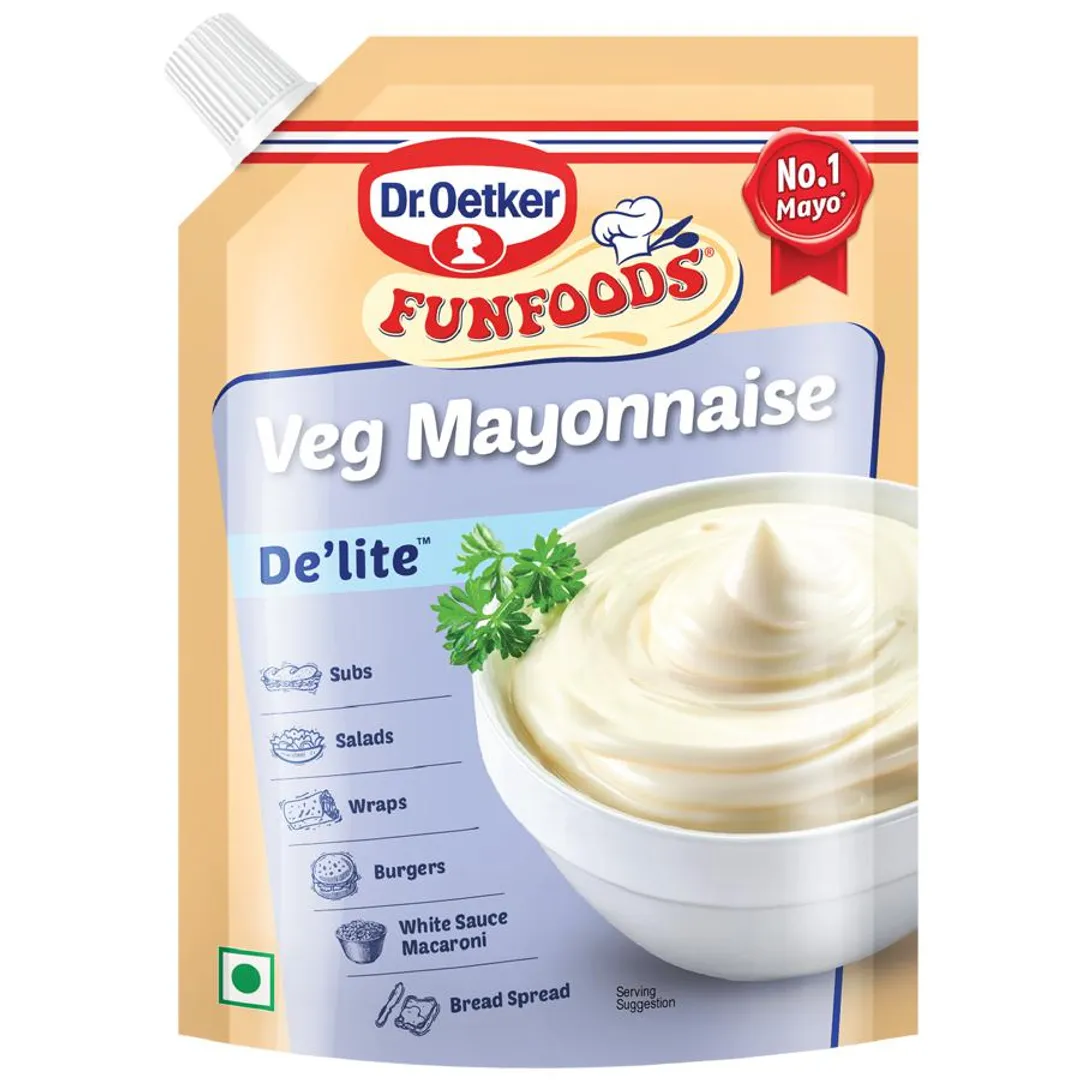 Dr.Oetker
FUNFOODS®
No.1
Mayo*
Veg Mayonnaise
De'lite™
Subs
Salads
Wraps
Burgers
White Sauce
Macaroni
Bread Spread
Serving
Suggestion